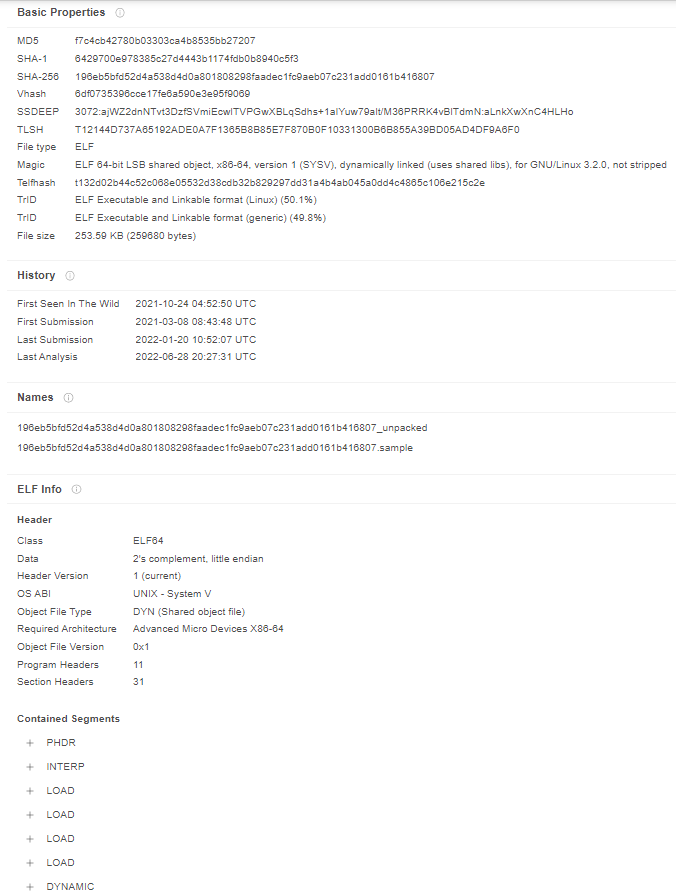 Basic Properties
MD5 f7c4cb42780b03303ca4b8535bb27207
SHA-1 6429700e978385c27d4443b1174fdb0b8940c5f3
SHA-256 196eb5bfd52d4a538d4d0a801808298faadec1fc9aeb07c231add0161b416807
Vhash 6df0735396cce17fe6a590e3e95f9069
SSDEEP 3072:ajWZ2dnNTvt3DzfSVmiEcwITVPGwXBLqSdhs+1aIYuw79alt/M36PRRK4vBITdmN:aLnkXwXnC4HLHo
TLSH T12144D737A65192ADE0A7F1365B8B85E7F870B0F10331300B6B855A39BD05AD4DF9A6F0
File type ELF
Magic ELF 64-bit LSB shared object, x86-64, version 1 (SYSV), dynamically linked (uses shared libs), for GNU/Linux 3.2.0, not stripped
Telfhash t132d02b44c52c068e05532d38cdb32b829297dd31a4b4ab045a0dd4c4865c106e215c2e
TrID ELF Executable and Linkable format (Linux) (50.1%)
TrID ELF Executable and Linkable format (generic) (49.8%)
File size 253.59 KB (259680 bytes)
History
First Seen In The Wild 2021-10-24 04:52:50 UTC
First Submission 2021-03-08 08:43:48 UTC
Last Submission 2022-01-20 10:52:07 UTC
Last Analysis 2022-06-28 20:27:31 UTC
Names
196eb5bfd52d4a538d4d0a801808298faadec1fc9aeb07c231add0161b416807_unpacked
196eb5bfd52d4a538d4d0a801808298faadec1fc9aeb07c231add0161b416807.sample
ELF Info
Header
Class ELF64
Data 2's complement, little endian
Header Version 1 (current)
OS ABI UNIX - System V
Object File Type DYN (Shared object file)
Required Architecture Advanced Micro Devices X86-64
Object File Version 0x1
Program Headers 11
Section Headers 31
Contained Segments
+ PHDR
+ INTERP
+ LOAD
+ LOAD
+ LOAD
+ LOAD
+ DYNAMIC